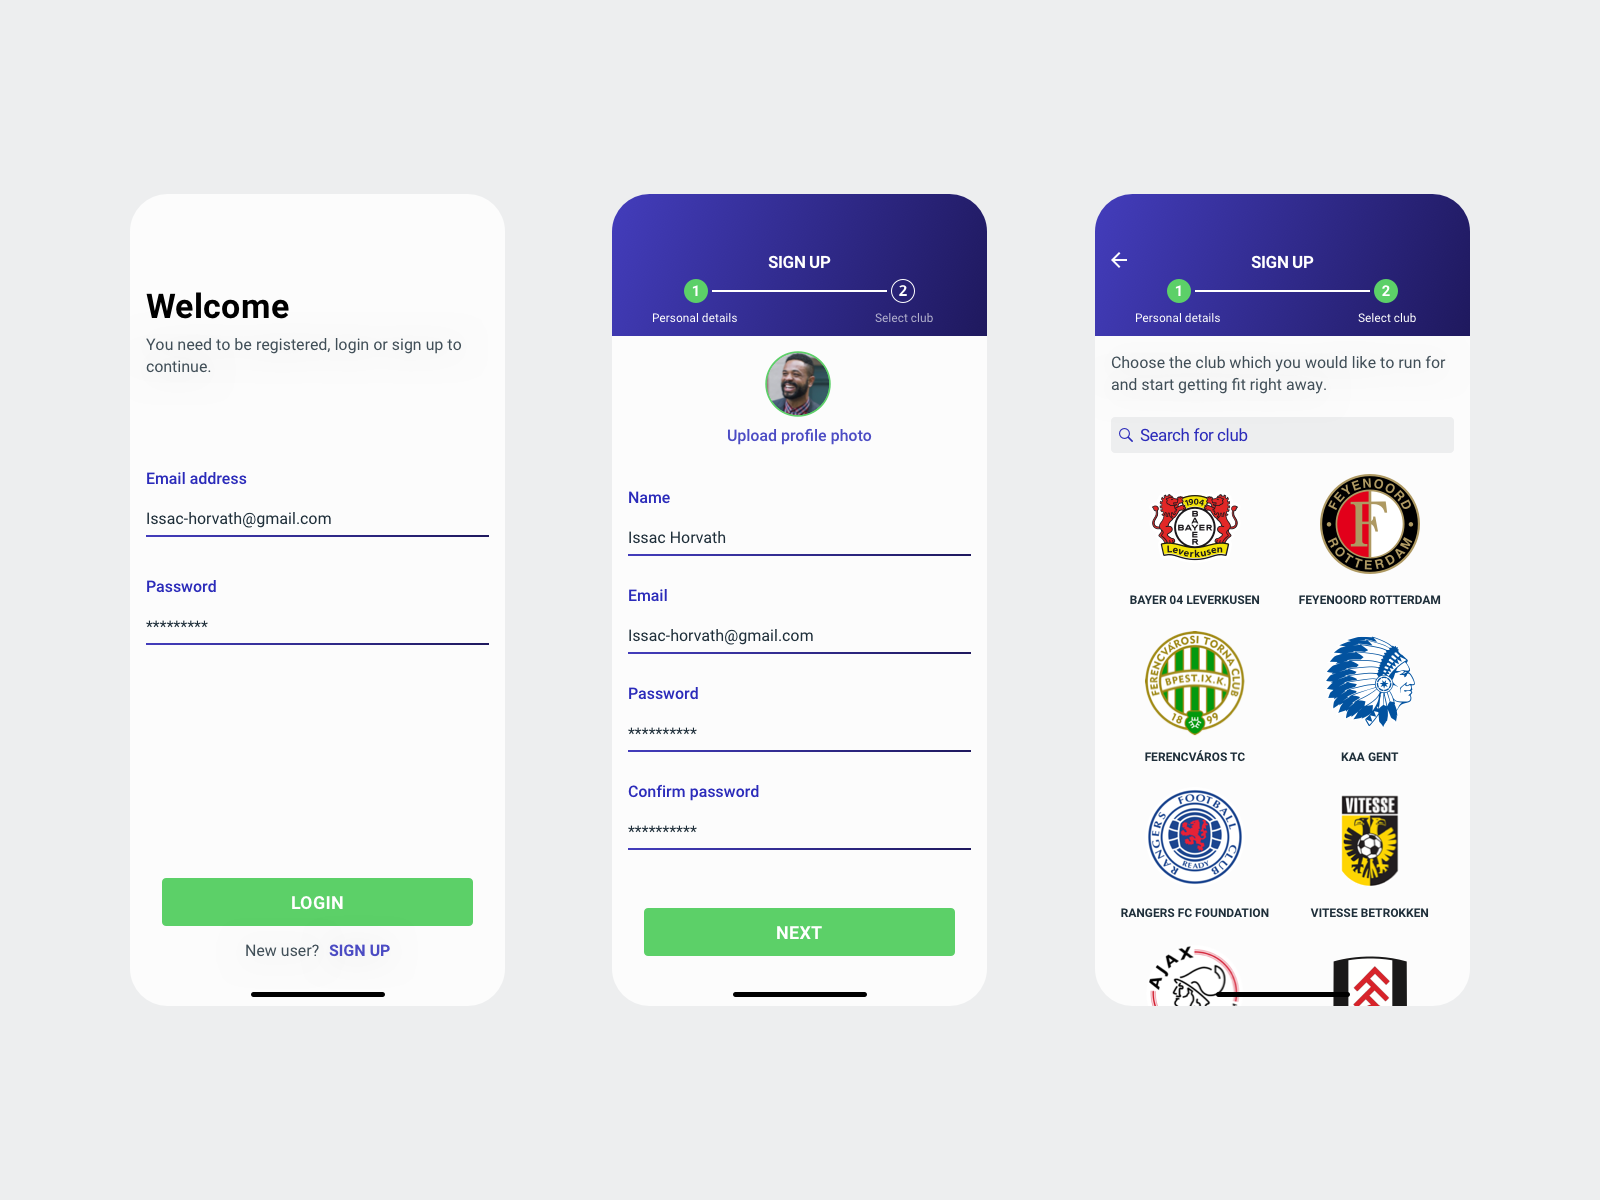 Welcome
You need to be registered, login or sign up to
continue.
Email address
Issac-horvath@gmail.com
Password
*********
LOGIN
New user? SIGN UP
SIGN UP
1
2
Personal details
Select club
Upload profile photo
Name
Issac Horvath
Email
Issac-horvath@gmail.com
Password
**********
Confirm password
**********
NEXT
SIGN UP
1
2
Personal details
Select club
Choose the club which you would like to run for
and start getting fit right away.
Search for club
1904
BAYER
BAYER
Leverkusen
BAYER 04 LEVERKUSEN
FEYENOORD
F
ROTTERDAM
FEYENOORD ROTTERDAM
FERENCVÁROSI TORNA CLUB
BPEST.IX.K.
18 99
FERENCVÁROS TC
KAA GENT
RANGERS FOOTBALL CLUB
READY
RANGERS FC FOUNDATION
VITESSE
VITESSE BETROKKEN
AJAX